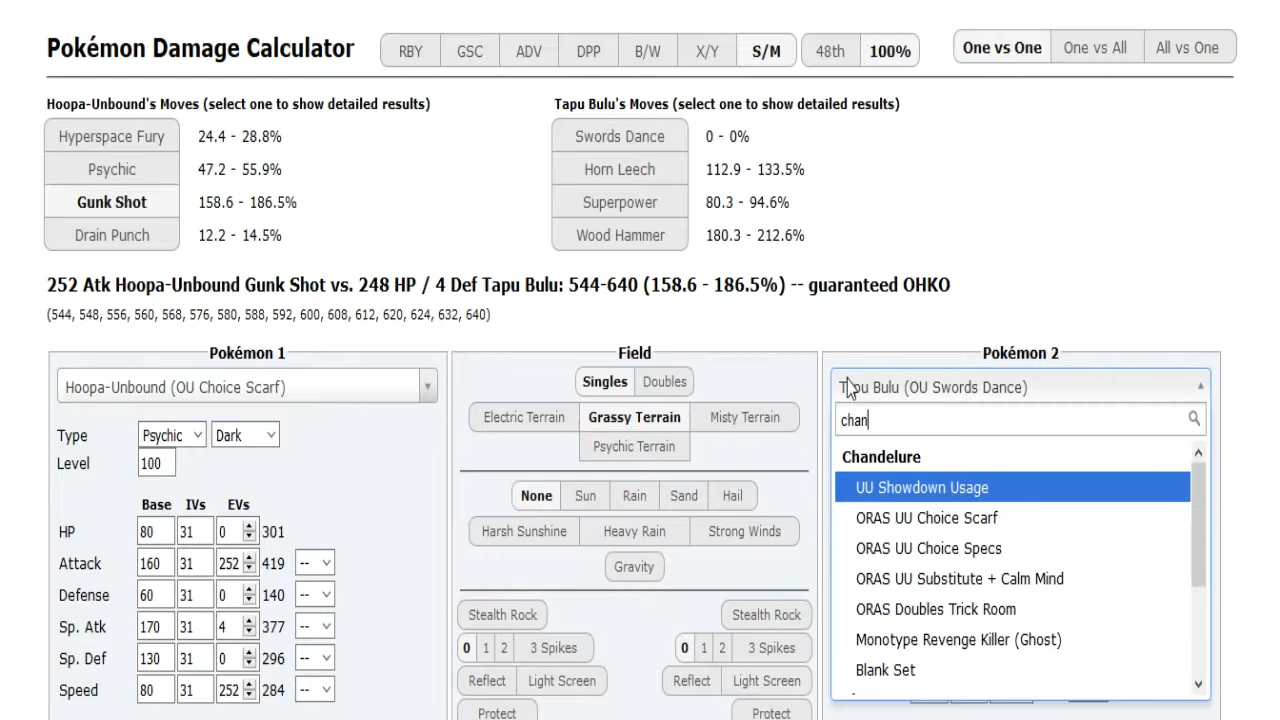 Pokémon Damage Calculator
RBY GSC ADV DPP B/W X/Y S/M 48th 100% One vs One One vs All All vs One
Hoopa-Unbound's Moves (select one to show detailed results)
Hyperspace Fury 24.4 - 28.8%
Psychic 47.2 - 55.9%
Gunk Shot 158.6 - 186.5%
Drain Punch 12.2 - 14.5%
Tapu Bulu's Moves (select one to show detailed results)
Swords Dance 0 - 0%
Horn Leech 112.9 - 133.5%
Superpower 80.3 - 94.6%
Wood Hammer 180.3 - 212.6%
252 Atk Hoopa-Unbound Gunk Shot vs. 248 HP / 4 Def Tapu Bulu: 544-640 (158.6 - 186.5%) -- guaranteed OHKO
(544, 548, 556, 560, 568, 576, 580, 588, 592, 600, 608, 612, 620, 624, 632, 640)
Pokémon 1
Hoopa-Unbound (OU Choice Scarf)
Type Psychic Dark
Level 100
Base IVs EVs
HP 80 31 0 301
Attack 160 31 252 419 --
Defense 60 31 0 140 --
Sp. Atk 170 31 4 377 --
Sp. Def 130 31 0 296 --
Speed 80 31 252 284 --
Field
Singles Doubles
Electric Terrain Grassy Terrain Misty Terrain
Psychic Terrain
None Sun Rain Sand Hail
Harsh Sunshine Heavy Rain Strong Winds
Gravity
Stealth Rock Stealth Rock
0 1 2 3 Spikes 0 1 2 3 Spikes
Reflect Light Screen Reflect Light Screen
Protect Protect
Pokémon 2
Tapu Bulu (OU Swords Dance)
chan
Chandelure
UU Showdown Usage
ORAS UU Choice Scarf
ORAS UU Choice Specs
ORAS UU Substitute + Calm Mind
ORAS Doubles Trick Room
Monotype Revenge Killer (Ghost)
Blank Set